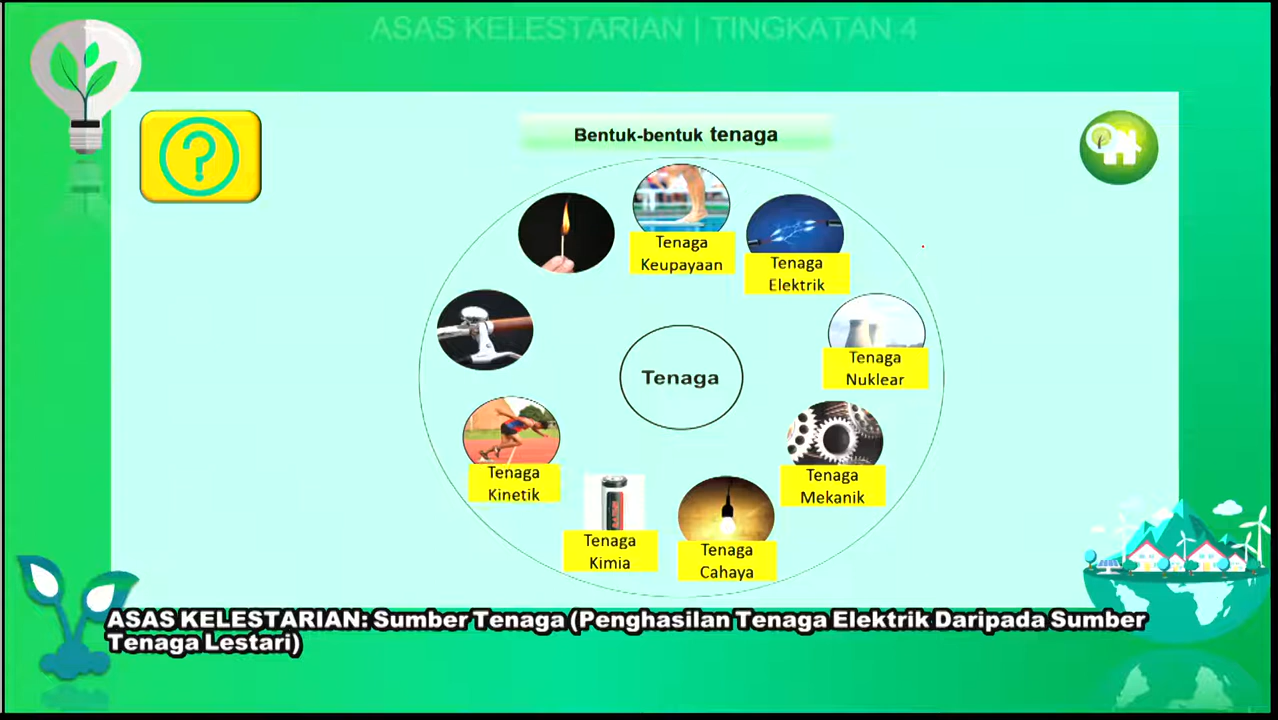 ASAS KELESTARIAN | TINGKATAN 4
Bentuk-bentuk tenaga
Tenaga
Keupayaan
Tenaga
Elektrik
Tenaga
Nuklear
Tenaga
Tenaga
Mekanik
Tenaga
Kinetik
Tenaga
Kimia
Tenaga
Cahaya
ASAS KELESTARIAN: Sumber Tenaga (Penghasilan Tenaga Elektrik Daripada Sumber
Tenaga Lestari)